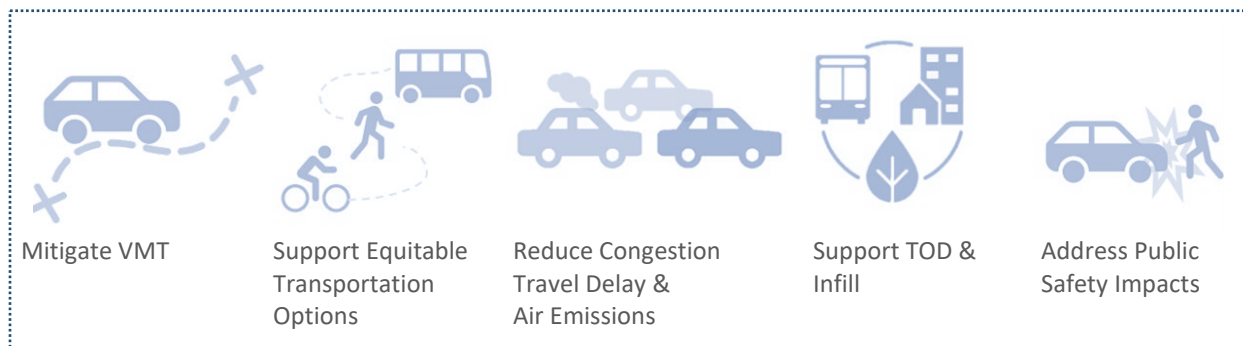 Mitigate VMT
Support Equitable
Transportation
Options
Reduce Congestion
Travel Delay &
Air Emissions
Support TOD &
Infill
Address Public
Safety Impacts